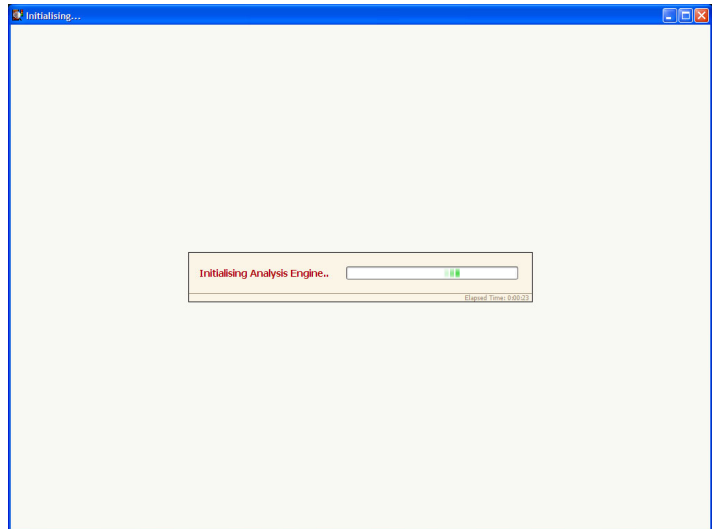 Initialising...
Initialising Analysis Engine..
Elapsed Time: 0:00:23